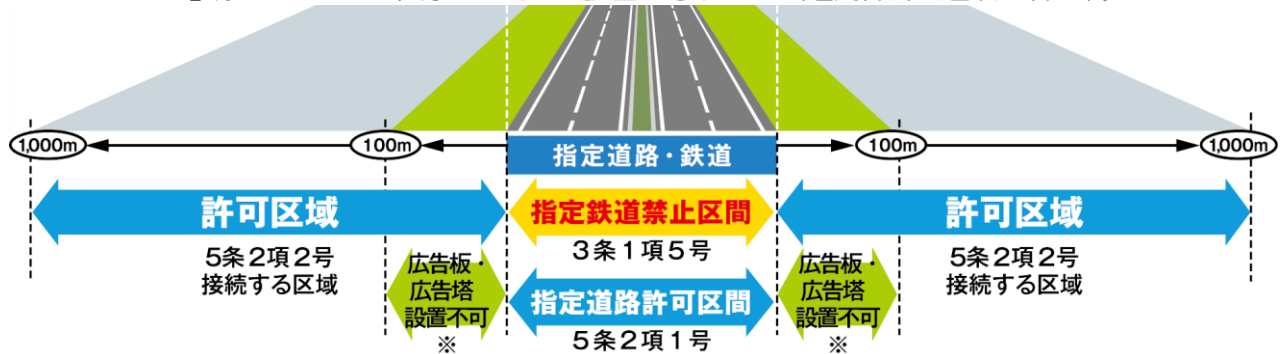 1,000m
100m
指定道路・鉄道
100m
1,000m
許可区域
指定鉄道禁止区間
許可区域
5条2項2号
接続する区域
3条1項5号
5条2項2号
接続する区域
広告板・
広告塔
設置不可
※
指定道路許可区間
5条2項1号
広告板・
広告塔
設置不可
※